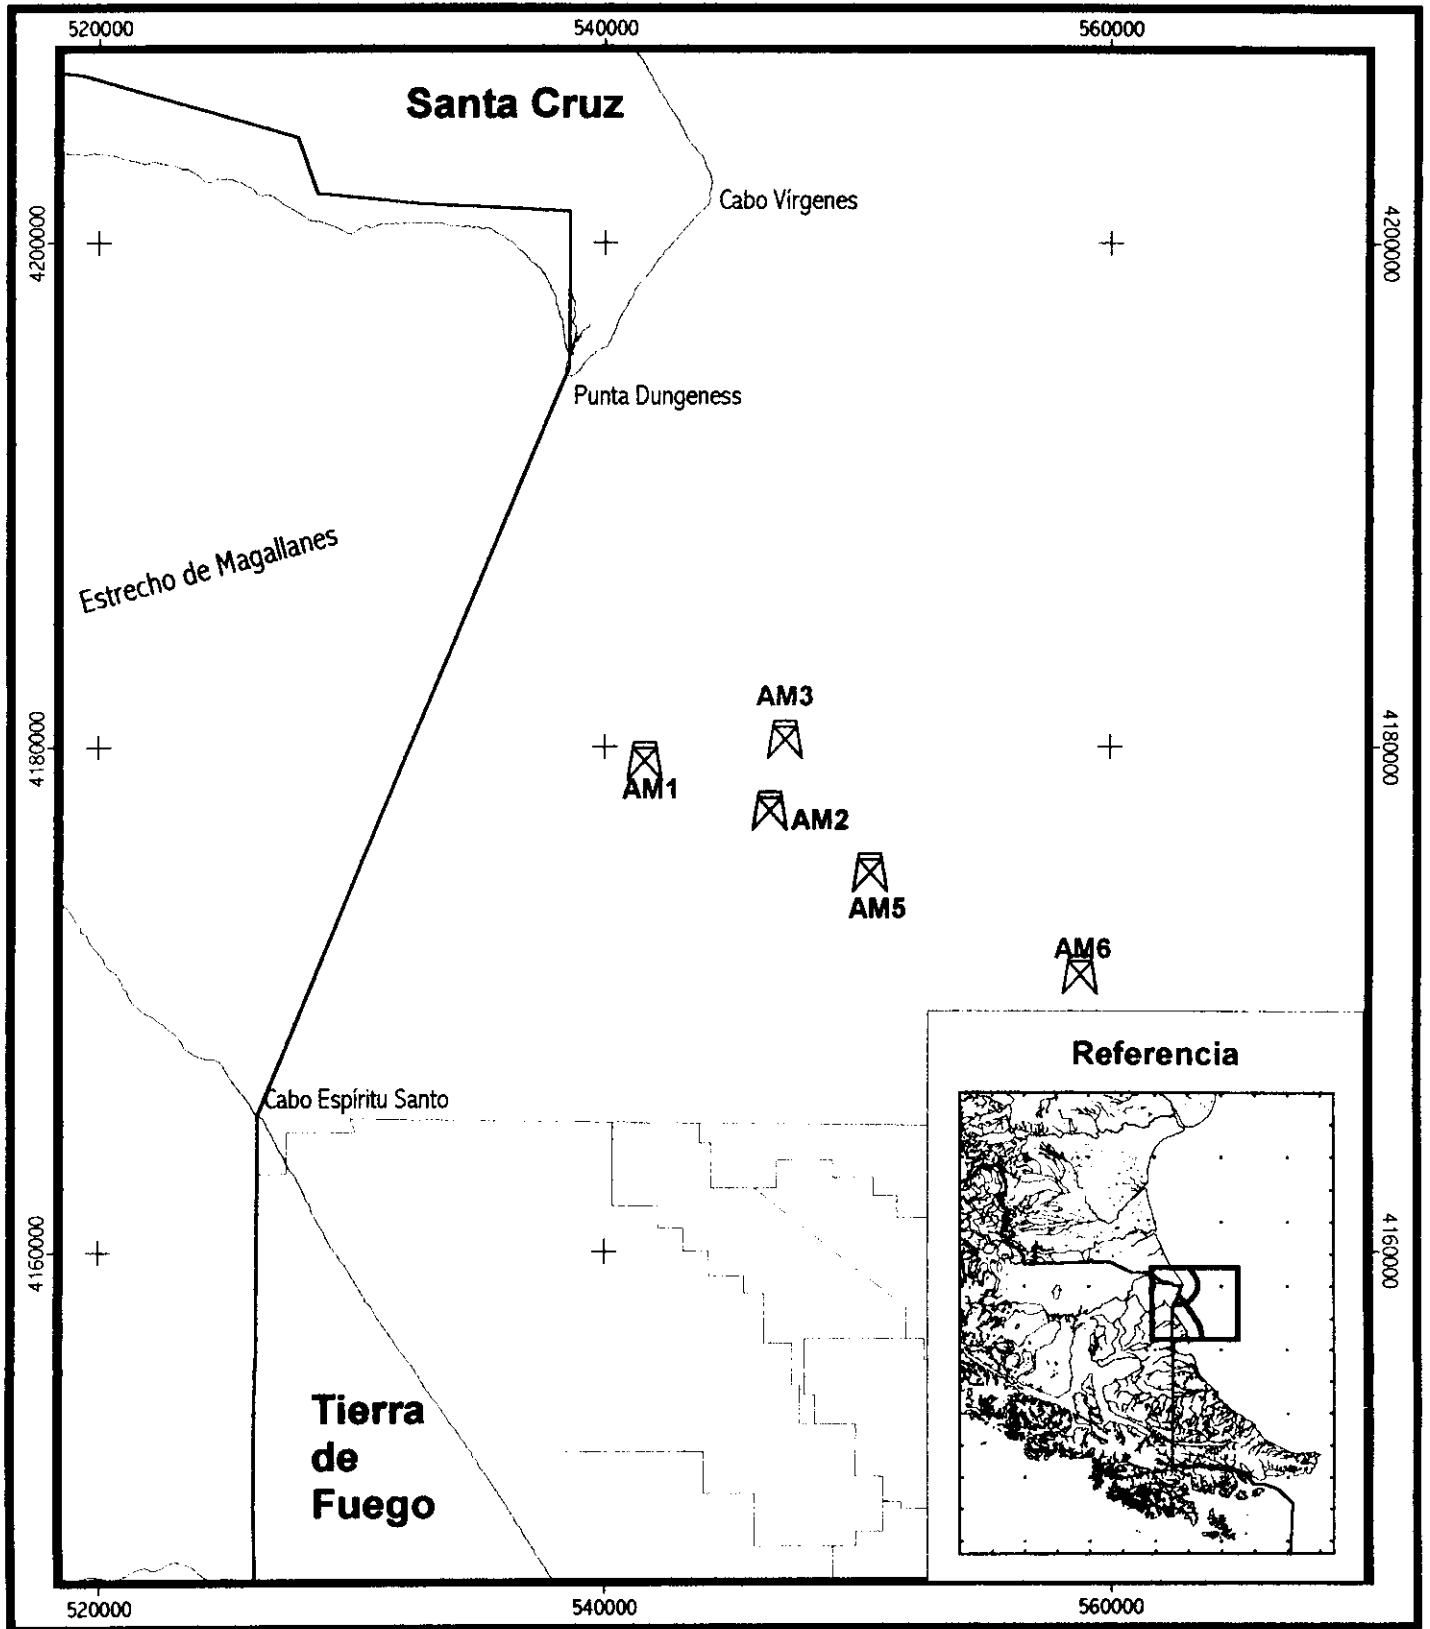 520000 540000 560000
Santa Cruz
Cabo Vírgenes
4200000 4200000
Punta Dungeness
Estrecho de Magallanes
AM3
4180000 4180000
AM1
AM2
AM5
AM6
Referencia
Cabo Espíritu Santo
4160000 4160000
Tierra
de
Fuego
520000 540000 560000